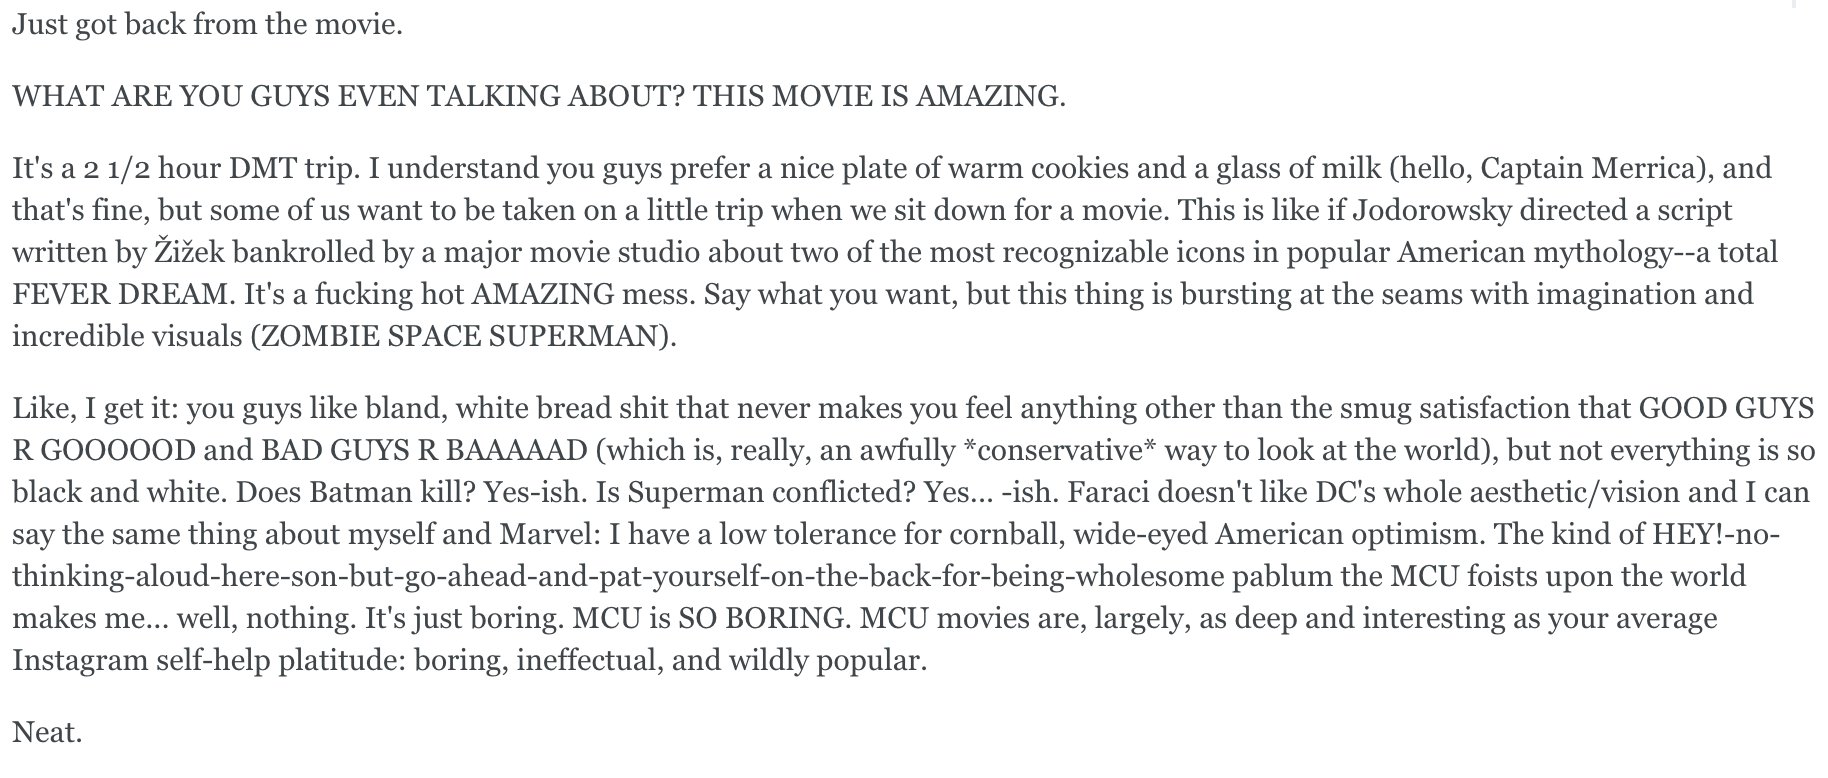 Just got back from the movie.
WHAT ARE YOU GUYS EVEN TALKING ABOUT? THIS MOVIE IS AMAZING.
It's a 2 1/2 hour DMT trip. I understand you guys prefer a nice plate of warm cookies and a glass of milk (hello, Captain Merrica), and
that's fine, but some of us want to be taken on a little trip when we sit down for a movie. This is like if Jodorowsky directed a script
written by Žižek bankrolled by a major movie studio about two of the most recognizable icons in popular American mythology--a total
FEVER DREAM. It's a fucking hot AMAZING mess. Say what you want, but this thing is bursting at the seams with imagination and
incredible visuals (ZOMBIE SPACE SUPERMAN).
Like, I get it: you guys like bland, white bread shit that never makes you feel anything other than the smug satisfaction that GOOD GUYS
R GOOOOOD and BAD GUYS R BAAAAAD (which is, really, an awfully *conservative* way to look at the world), but not everything is so
black and white. Does Batman kill? Yes-ish. Is Superman conflicted? Yes... -ish. Faraci doesn't like DC's whole aesthetic/vision and I can
say the same thing about myself and Marvel: I have a low tolerance for cornball, wide-eyed American optimism. The kind of HEY!-no-
thinking-aloud-here-son-but-go-ahead-and-pat-yourself-on-the-back-for-being-wholesome pablum the MCU foists upon the world
makes me... well, nothing. It's just boring. MCU is SO BORING. MCU movies are, largely, as deep and interesting as your average
Instagram self-help platitude: boring, ineffectual, and wildly popular.
Neat.